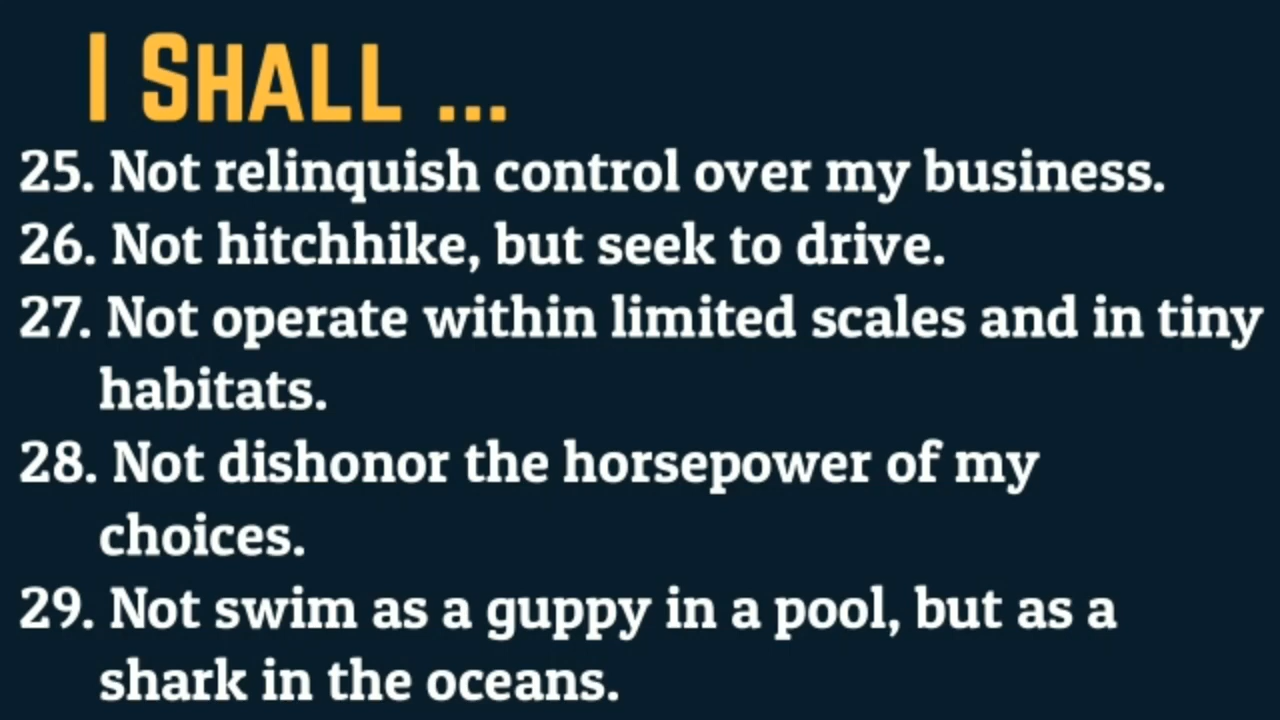 I SHALL ...
25. Not relinquish control over my business.
26. Not hitchhike, but seek to drive.
27. Not operate within limited scales and in tiny
habitats.
28. Not dishonor the horsepower of my
choices.
29. Not swim as a guppy in a pool, but as a
shark in the oceans.